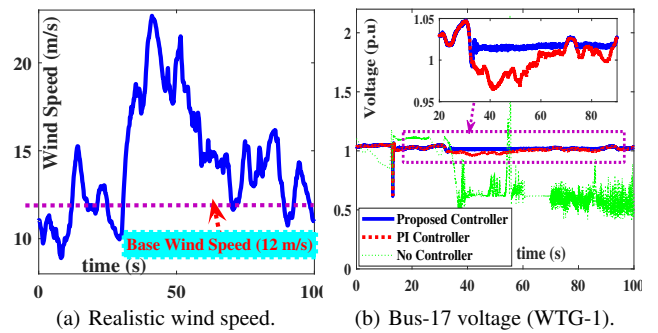 a)
b)
Wind Speed (m/s)
20
15
10
Base Wind Speed (12 m/s)
time (s)
0
50
100
Voltage (p.u)
2
1.5
1
0.5
0
1.05
1
0.95
20
40
60
80
Proposed Controller
PI Controller
No Controller
time (s)
0
20
40
60
80
100
(a) Realistic wind speed.
(b) Bus-17 voltage (WTG-1).